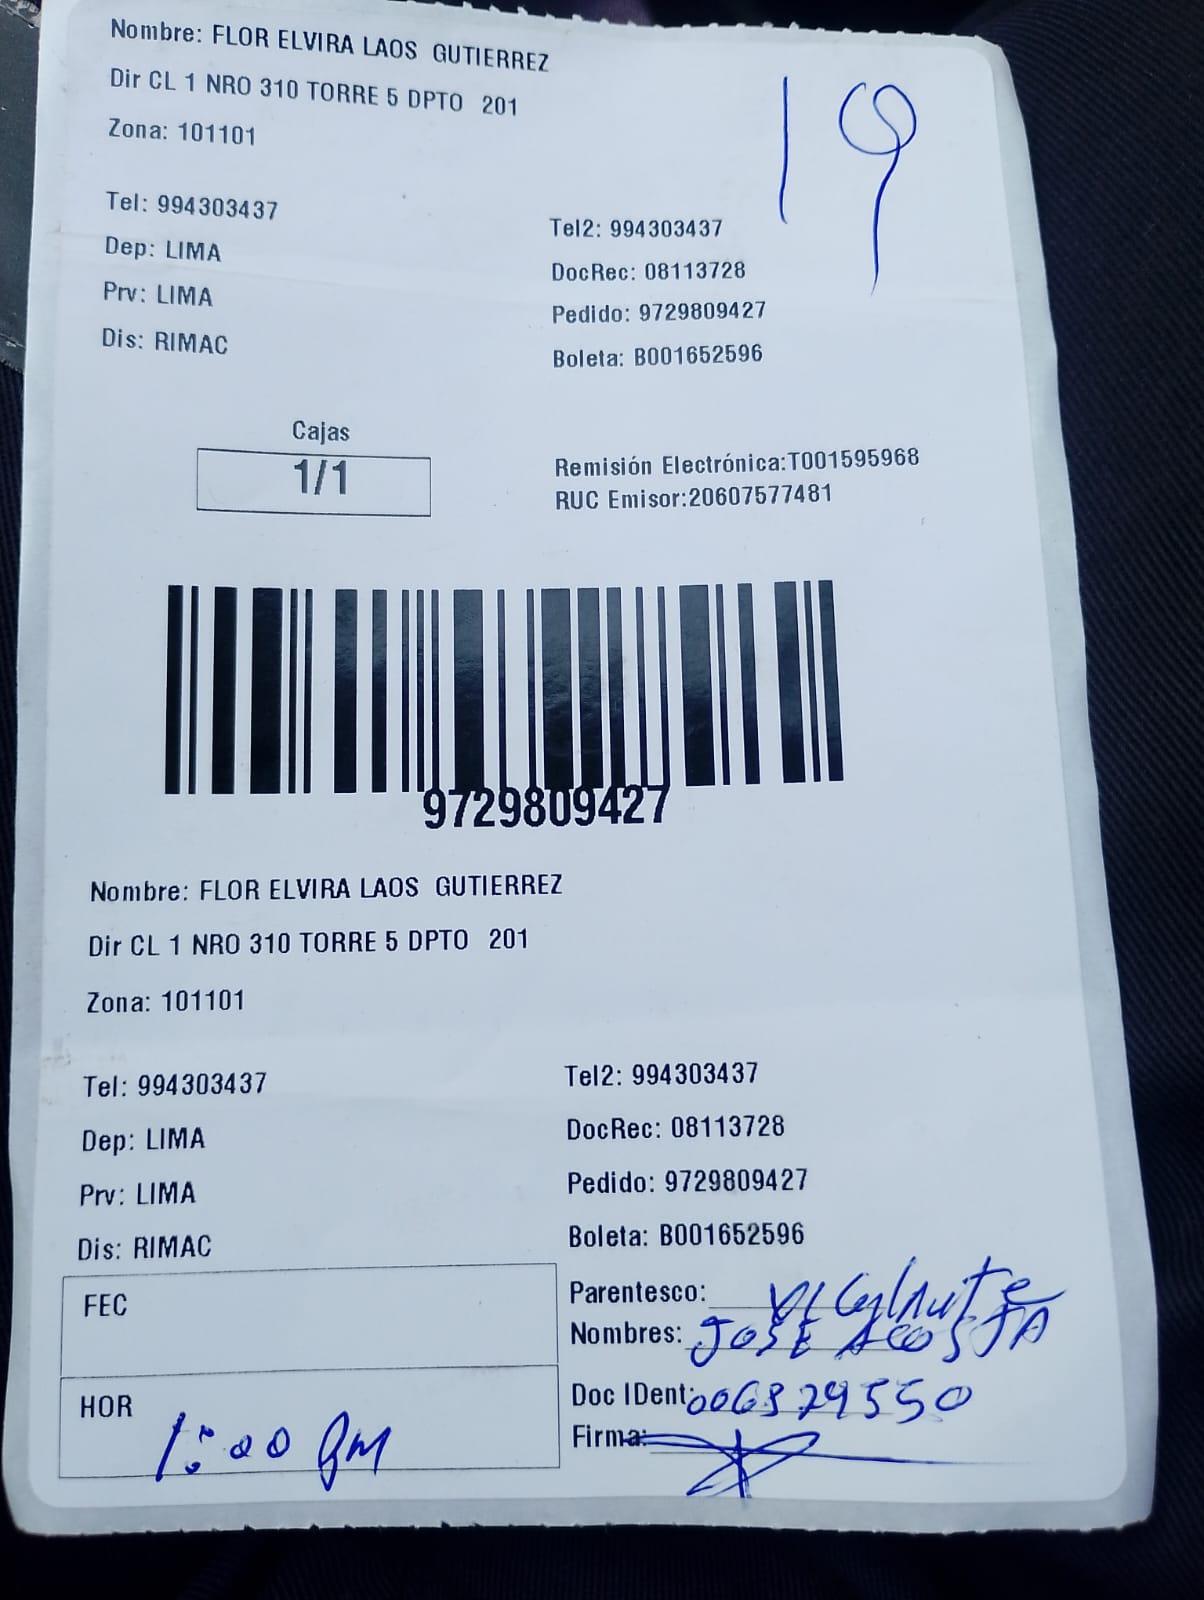 Nombre: FLOR ELVIRA LAOS GUTIERREZ
Dir CL 1 NRO 310 TORRE 5 DPTO 201
19
Zona: 101101
Tel: 994303437
Tel2: 994303437
Dep: LIMA
DocRec: 08113728
Prv: LIMA
Pedido: 9729809427
Dis: RIMAC
Boleta: B001652596
Cajas
1/1
Remisión Electrónica:T001595968
RUC Emisor:20607577481
9729809427
Nombre: FLOR ELVIRA LAOS GUTIERREZ
Dir CL 1 NRO 310 TORRE 5 DPTO 201
Zona: 101101
Tel: 994303437
Tel2: 994303437
Dep: LIMA
DocRec: 08113728
Prv: LIMA
Pedido: 9729809427
Dis: RIMAC
Boleta: B001652596
FEC
Parentesco:
Nombres: JOSE ACOSTA
HOR
1:00 PM
Doc IDent:
Firma: